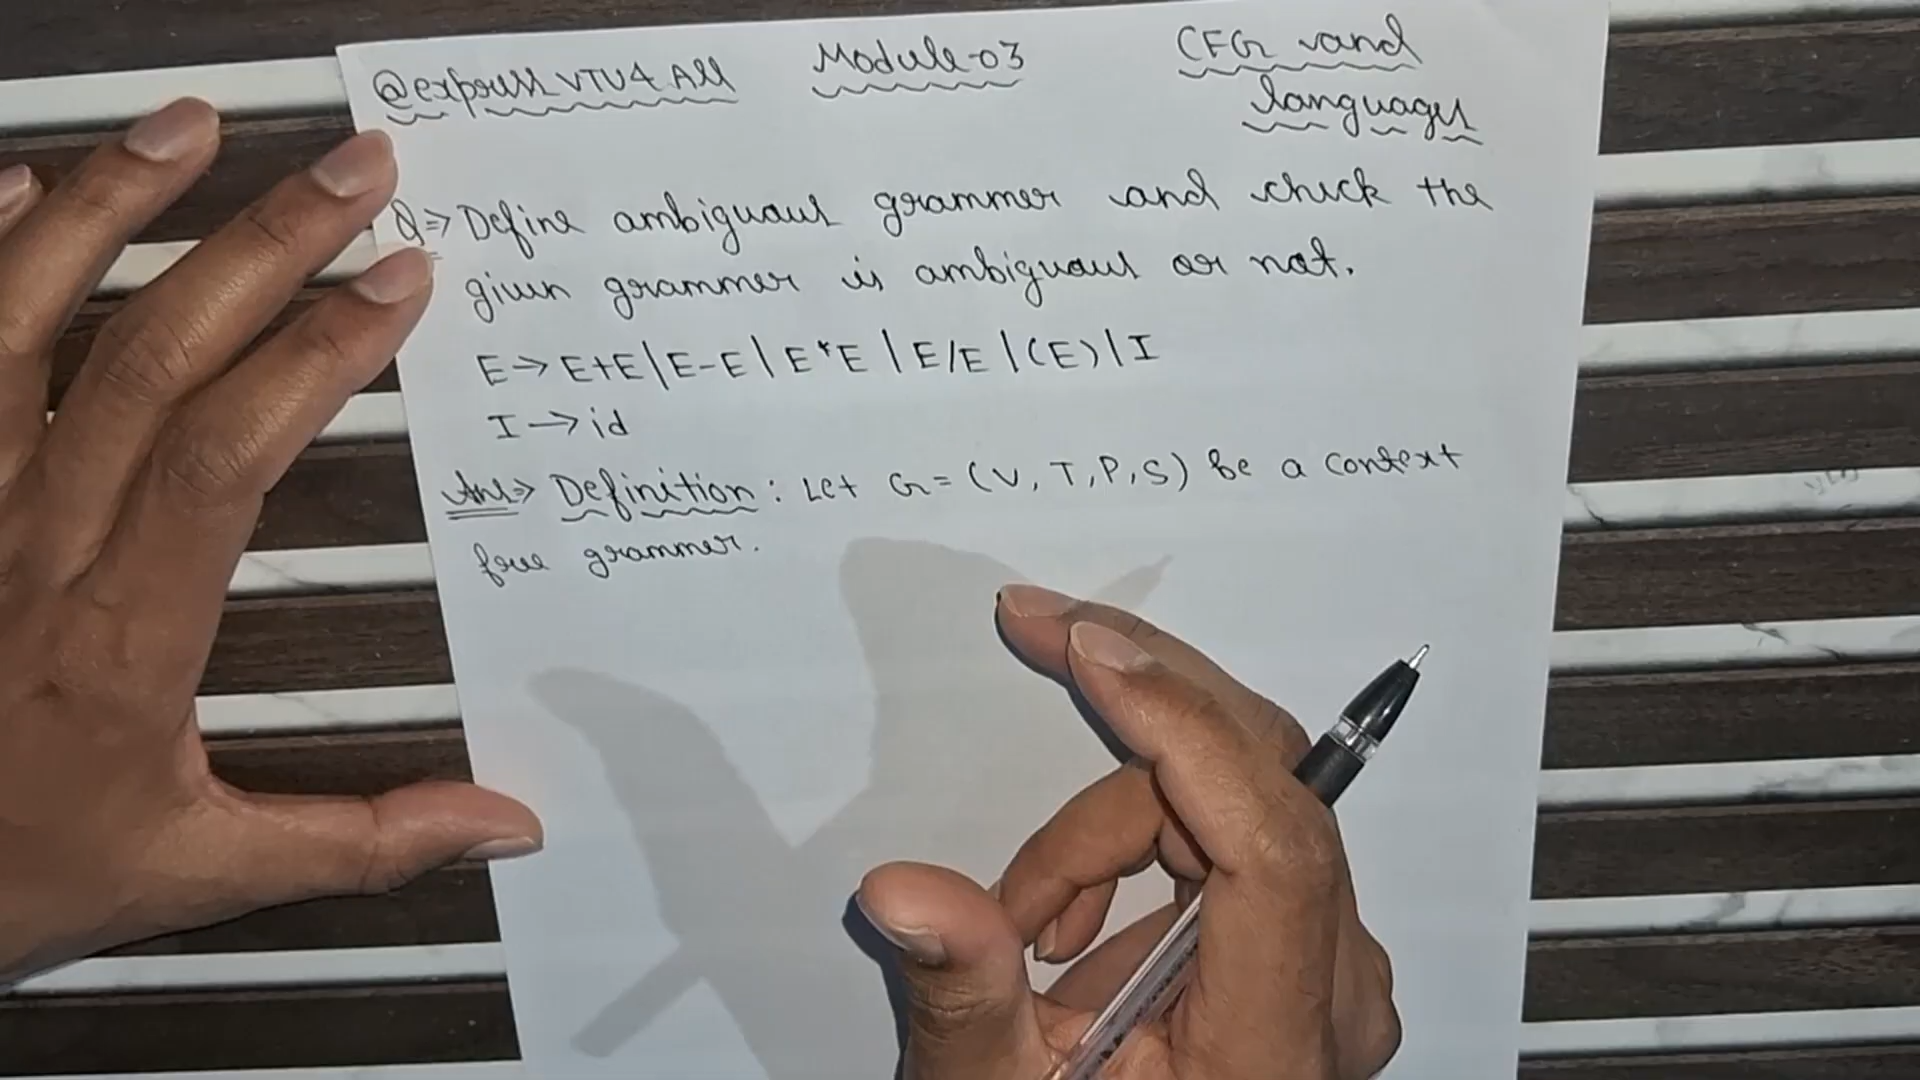 @express VTU4 All Module-03 CFG and
languages
Q⇒ Define ambiguous grammer and check the
given grammer is ambiguous or not.
E→E+E|E-E|E*E|E/E|(E)|I
I→id
Ans⇒ Definition: Let G=(V,T,P,S) be a context
free grammer.